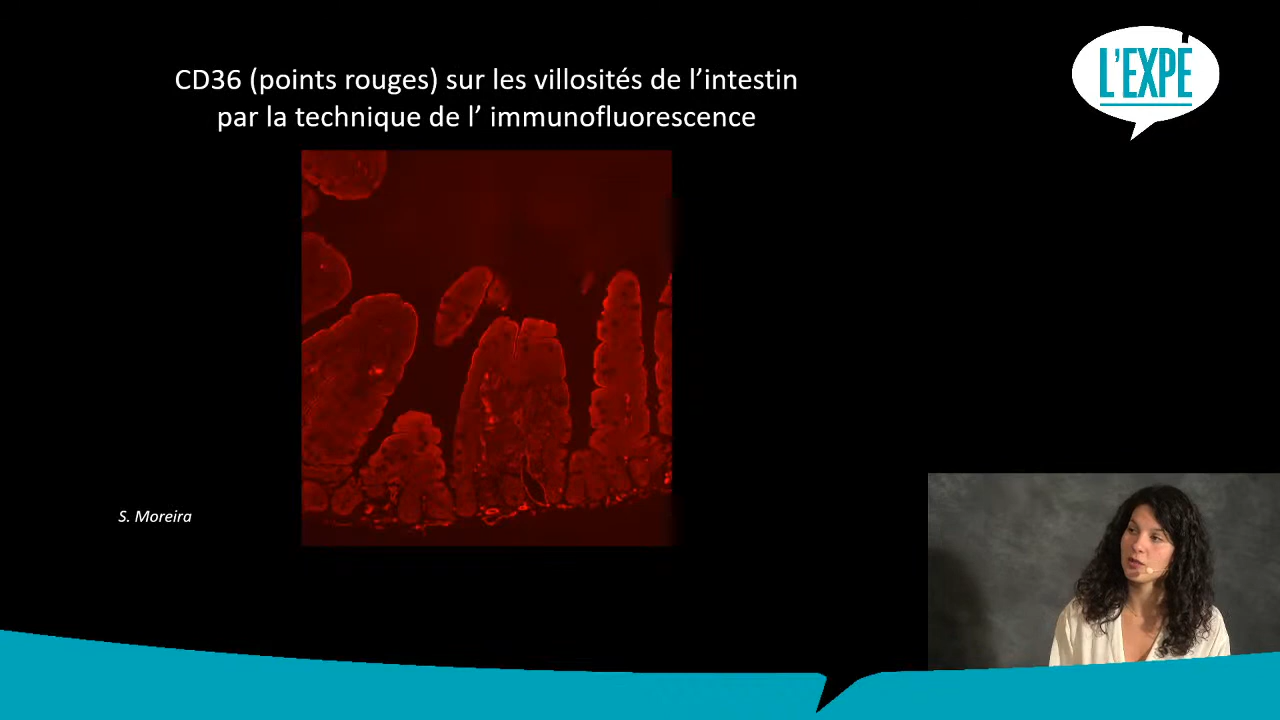 L'EXPÉ
CD36 (points rouges) sur les villosités de l’intestin
par la technique de l’ immunofluorescence
S. Moreira